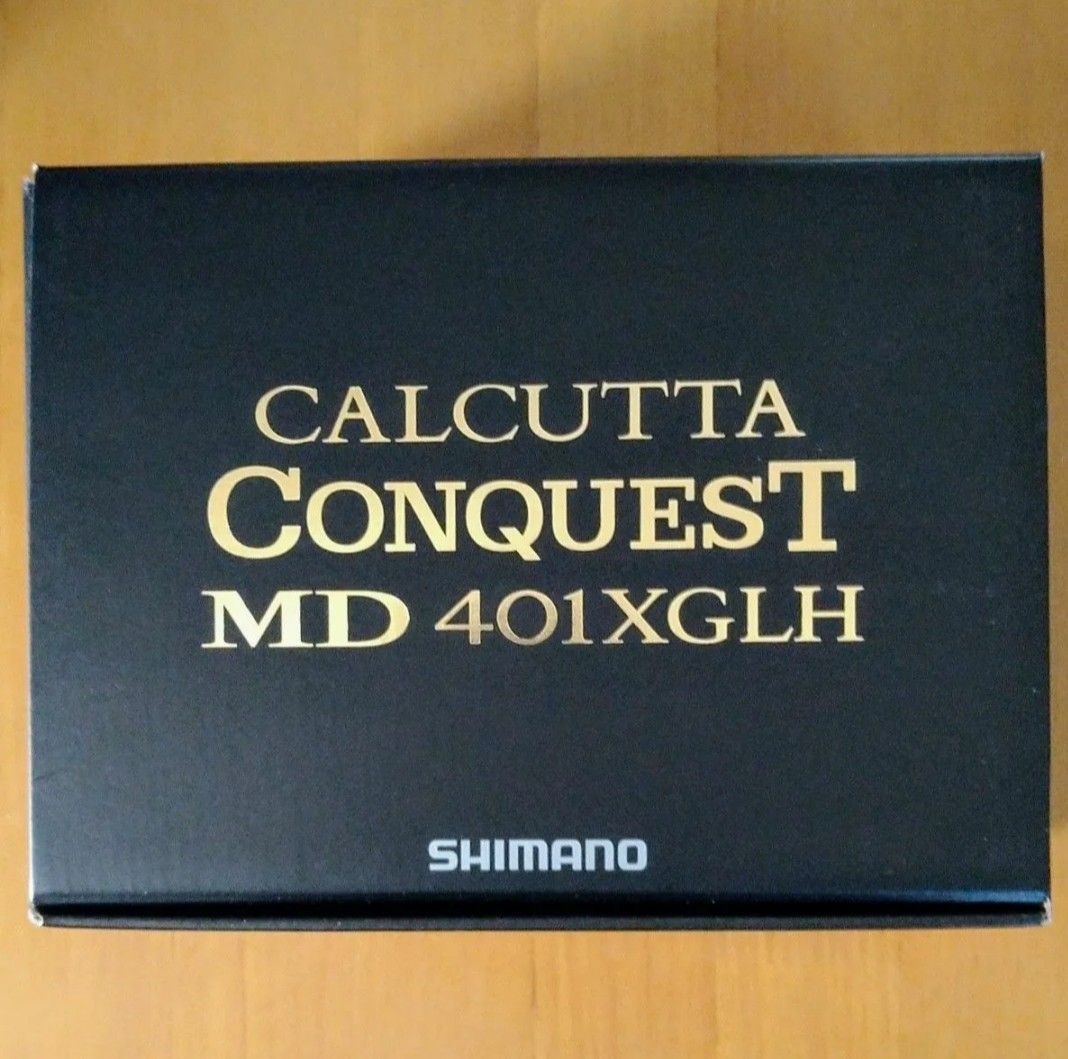 CALCUTTA
CONQUEST
MD 401XGLH
SHIMANO